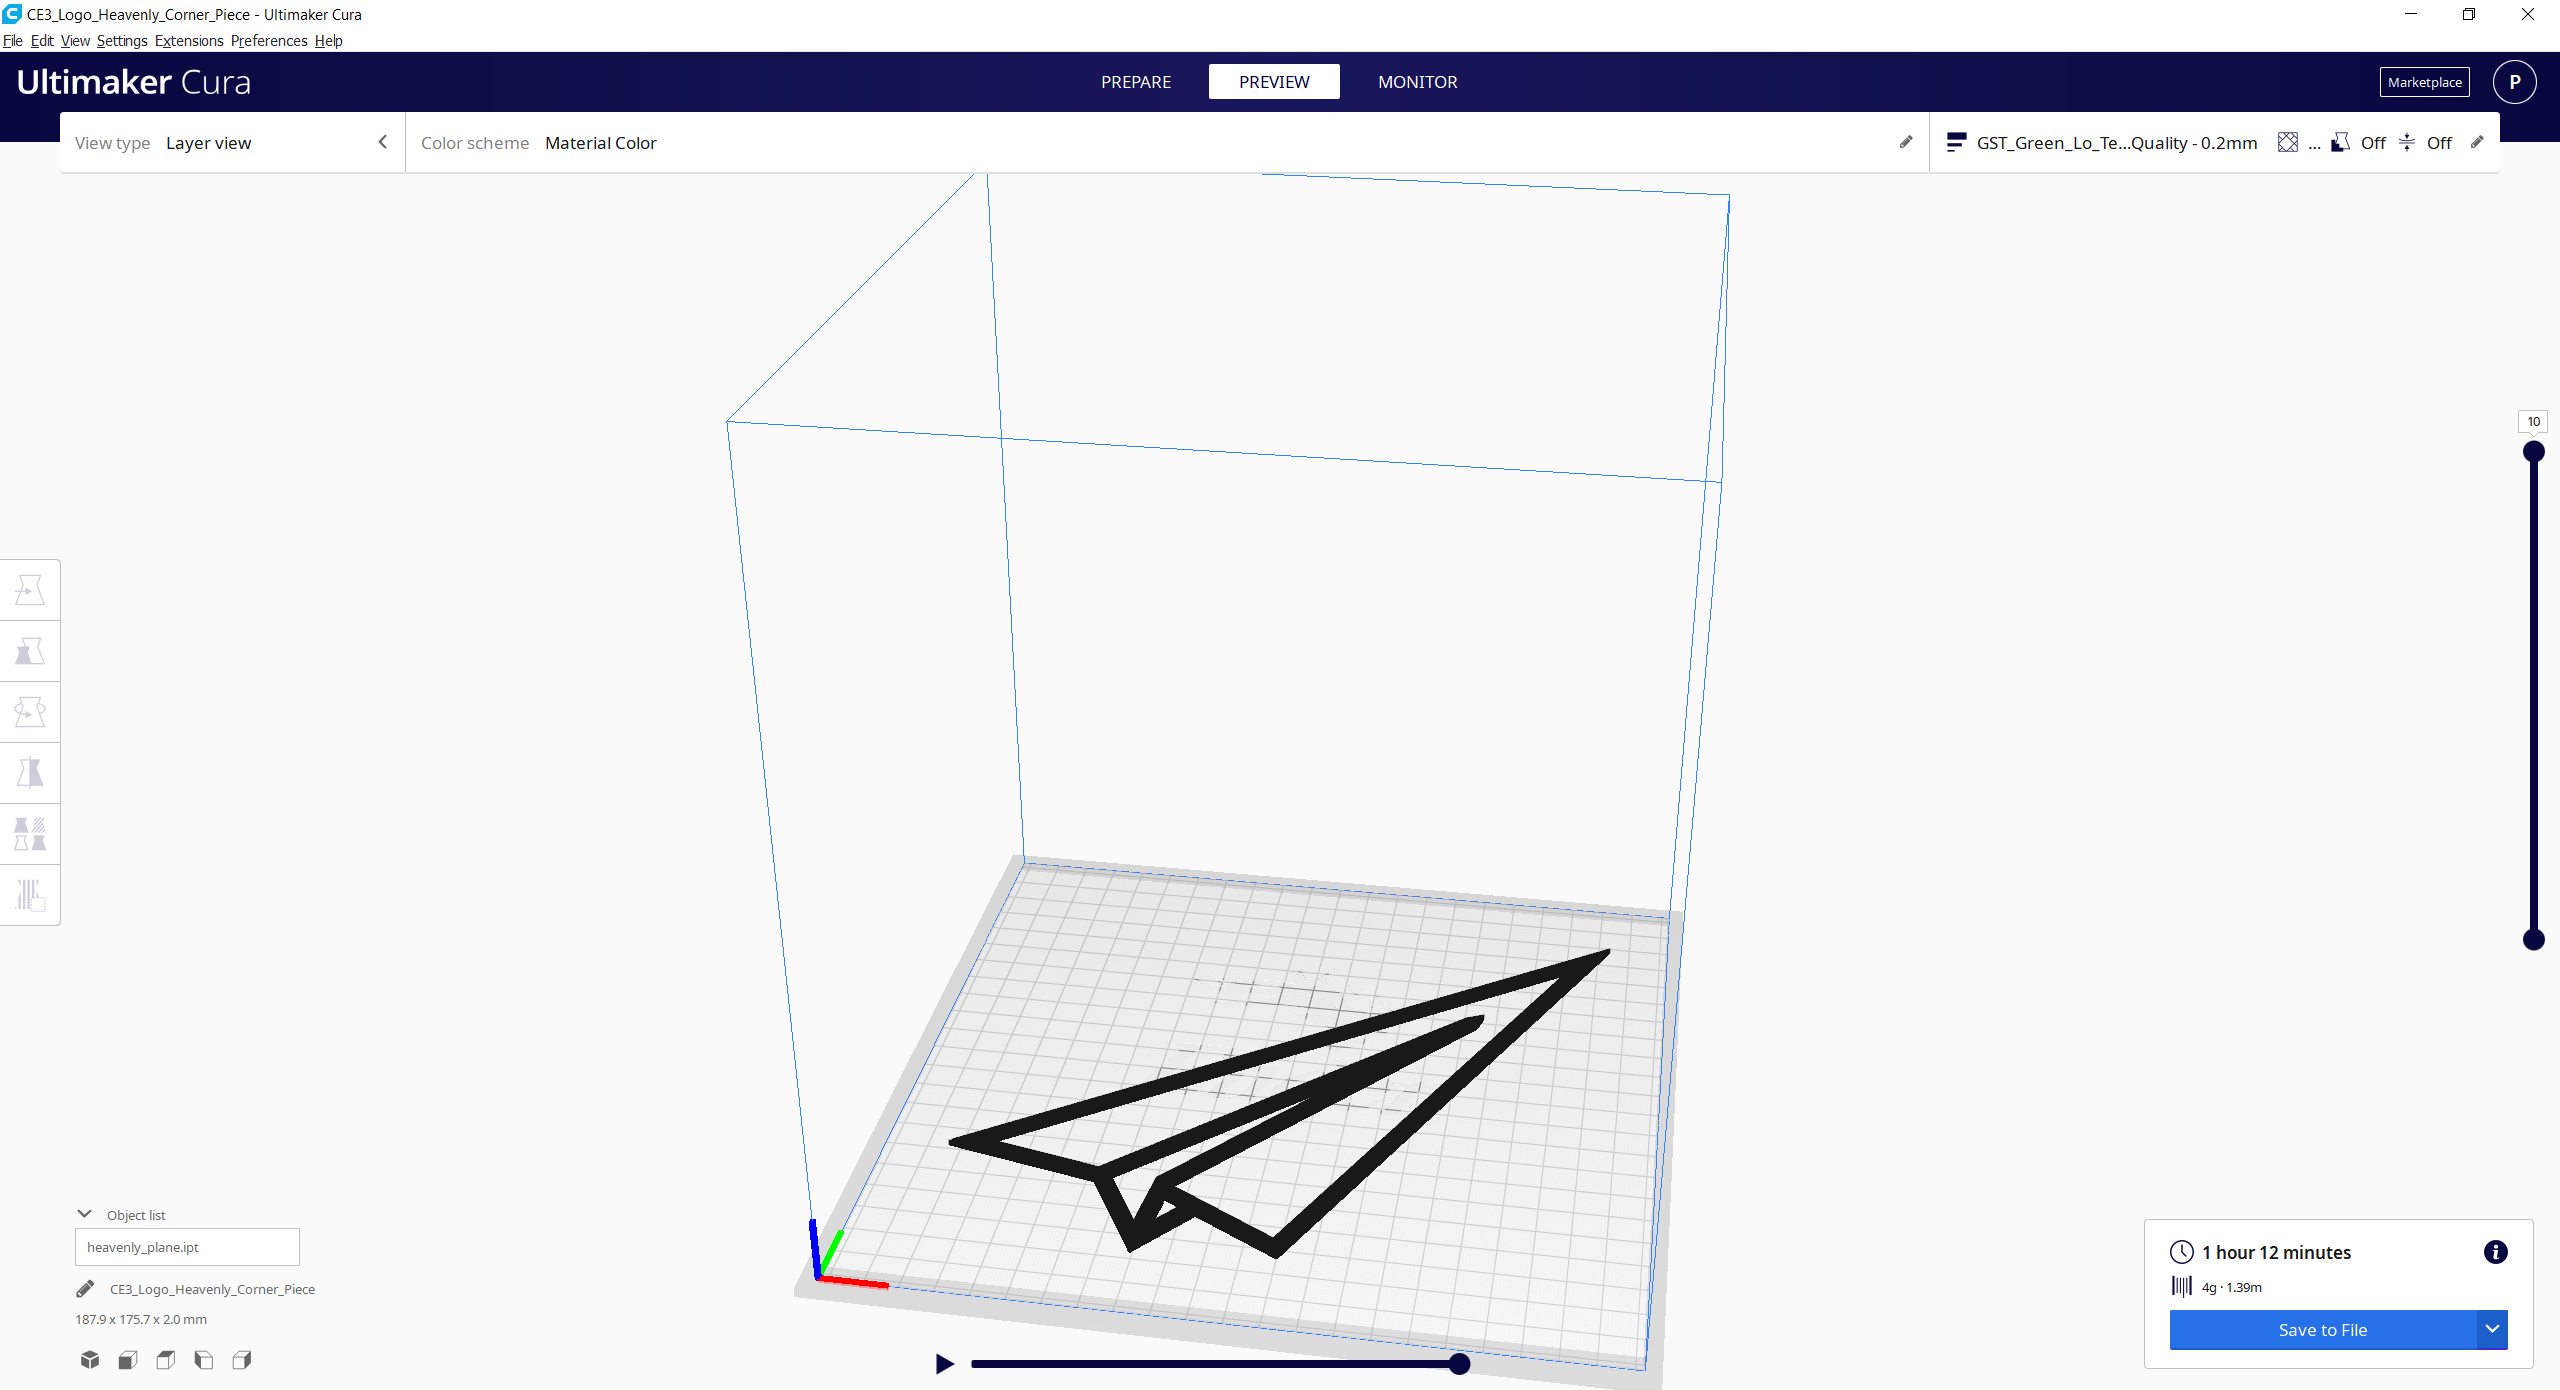 CE3_Logo_Heavenly_Corner_Piece - Ultimaker Cura
File Edit View Settings Extensions Preferences Help
Ultimaker Cura
PREPARE
PREVIEW
MONITOR
Marketplace
P
View type Layer view
Color scheme Material Color
GST_Green_Lo_Te...Quality - 0.2mm
...
Off
Off
10
Object list
heavenly_plane.ipt
CE3_Logo_Heavenly_Corner_Piece
187.9 x 175.7 x 2.0 mm
1 hour 12 minutes
4g · 1.39m
Save to File